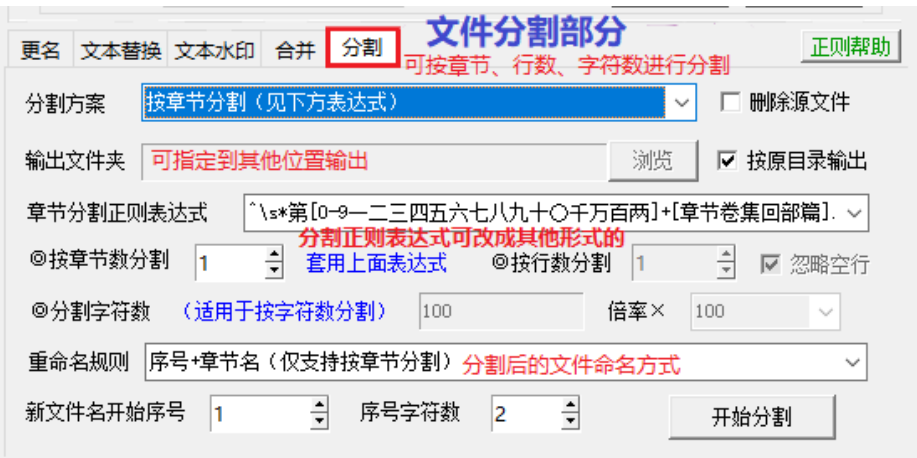 文件分割部分
更名 文本替换 文本水印 合并 分割 正则帮助
可按章节、行数、字符数进行分割
分割方案 按章节分割（见下方表达式） 删除源文件
输出文件夹 可指定到其他位置输出 浏览 按原目录输出
章节分割正则表达式 ^\s*第[0-9一二三四五六七八九十〇千万百两]+[章节卷集回部篇].
分割正则表达式可改成其他形式的
◎按章节数分割 1 套用上面表达式 ◎按行数分割 1 忽略空行
◎分割字符数 （适用于按字符数分割） 100 倍率× 100
重命名规则 序号+章节名（仅支持按章节分割） 分割后的文件命名方式
新文件名开始序号 1 序号字符数 2 开始分割